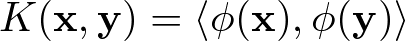 K(𝐱, 𝐲) = ⟨ϕ(𝐱), ϕ(𝐲)⟩